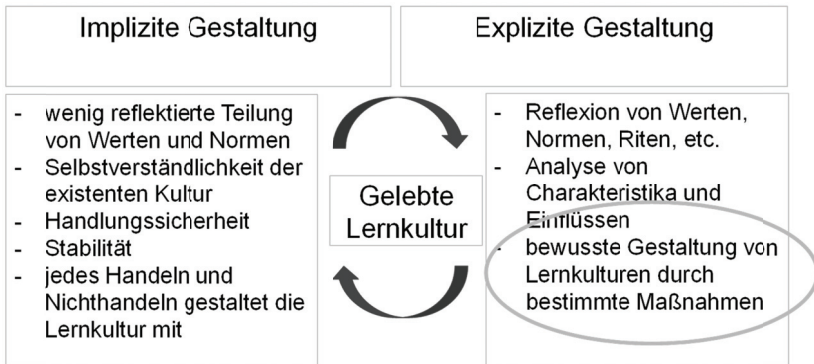 Implizite Gestaltung
Explizite Gestaltung
- wenig reflektierte Teilung
von Werten und Normen
- Selbstverständlichkeit der
existenten Kultur
- Handlungssicherheit
- Stabilität
- jedes Handeln und
Nichthandeln gestaltet die
Lernkultur mit
Gelebte
Lernkultur
- Reflexion von Werten,
Normen, Riten, etc.
- Analyse von
Charakteristika und
Einflüssen
- bewusste Gestaltung von
Lernkulturen durch
bestimmte Maßnahmen